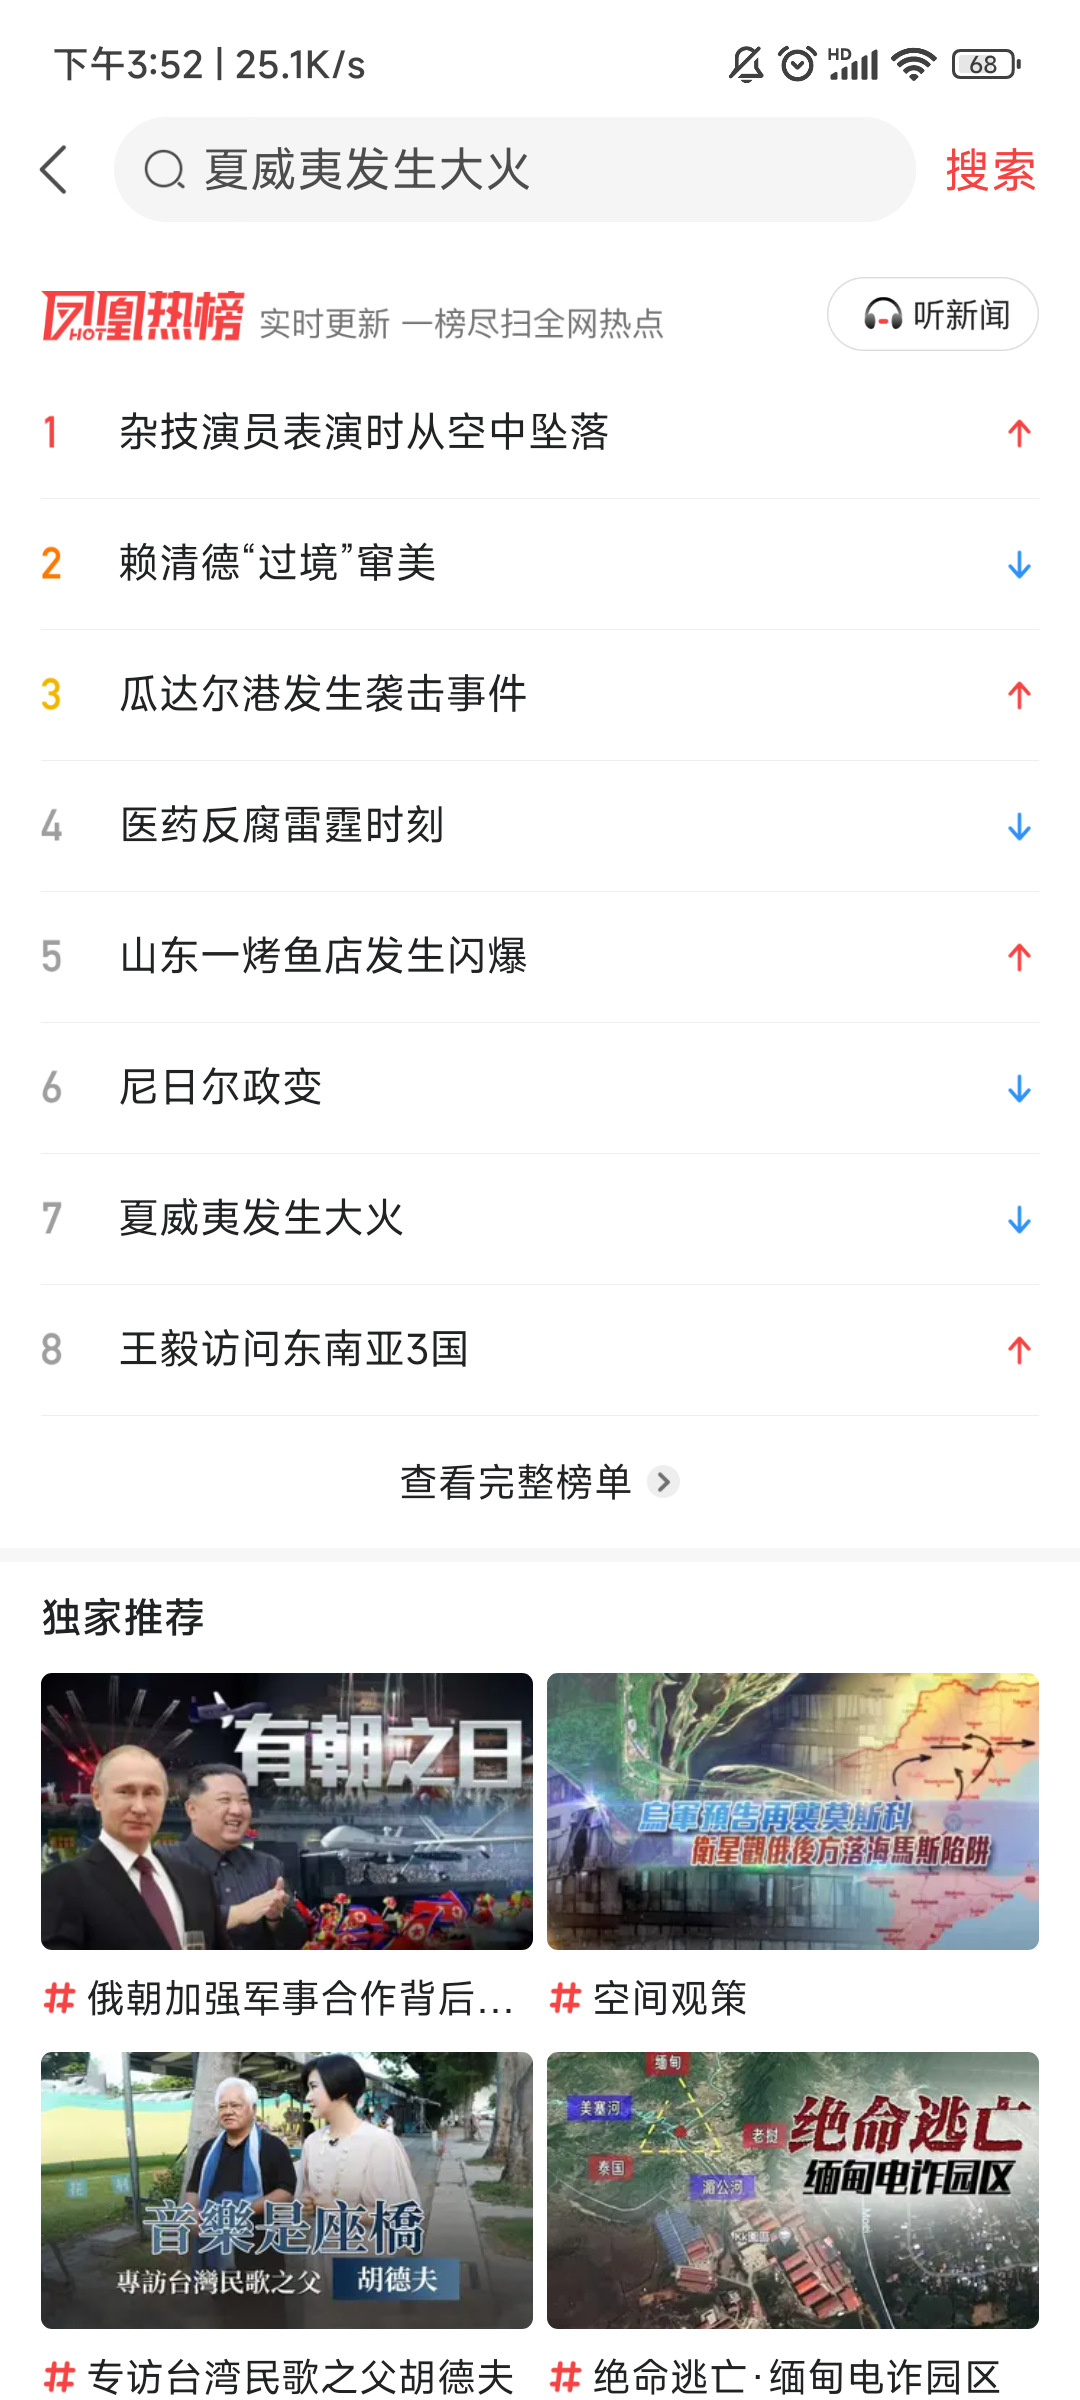 下午3:52 | 25.1K/s
HD
68
夏威夷发生大火
搜索
凤凰热榜
HOT
实时更新 一榜尽扫全网热点
听新闻
1 杂技演员表演时从空中坠落
2 赖清德“过境”窜美
3 瓜达尔港发生袭击事件
4 医药反腐雷霆时刻
5 山东一烤鱼店发生闪爆
6 尼日尔政变
7 夏威夷发生大火
8 王毅访问东南亚3国
查看完整榜单
独家推荐
有朝之日
烏軍預告再襲莫斯科
衛星觀俄後方落海馬斯陷阱
# 俄朝加强军事合作背后...
# 空间观策
音樂是座橋
專訪台灣民歌之父 胡德夫
缅甸
美塞河
老挝
泰国
湄公河
绝命逃亡
缅甸电诈园区
# 专访台湾民歌之父胡德夫
# 绝命逃亡·缅甸电诈园区